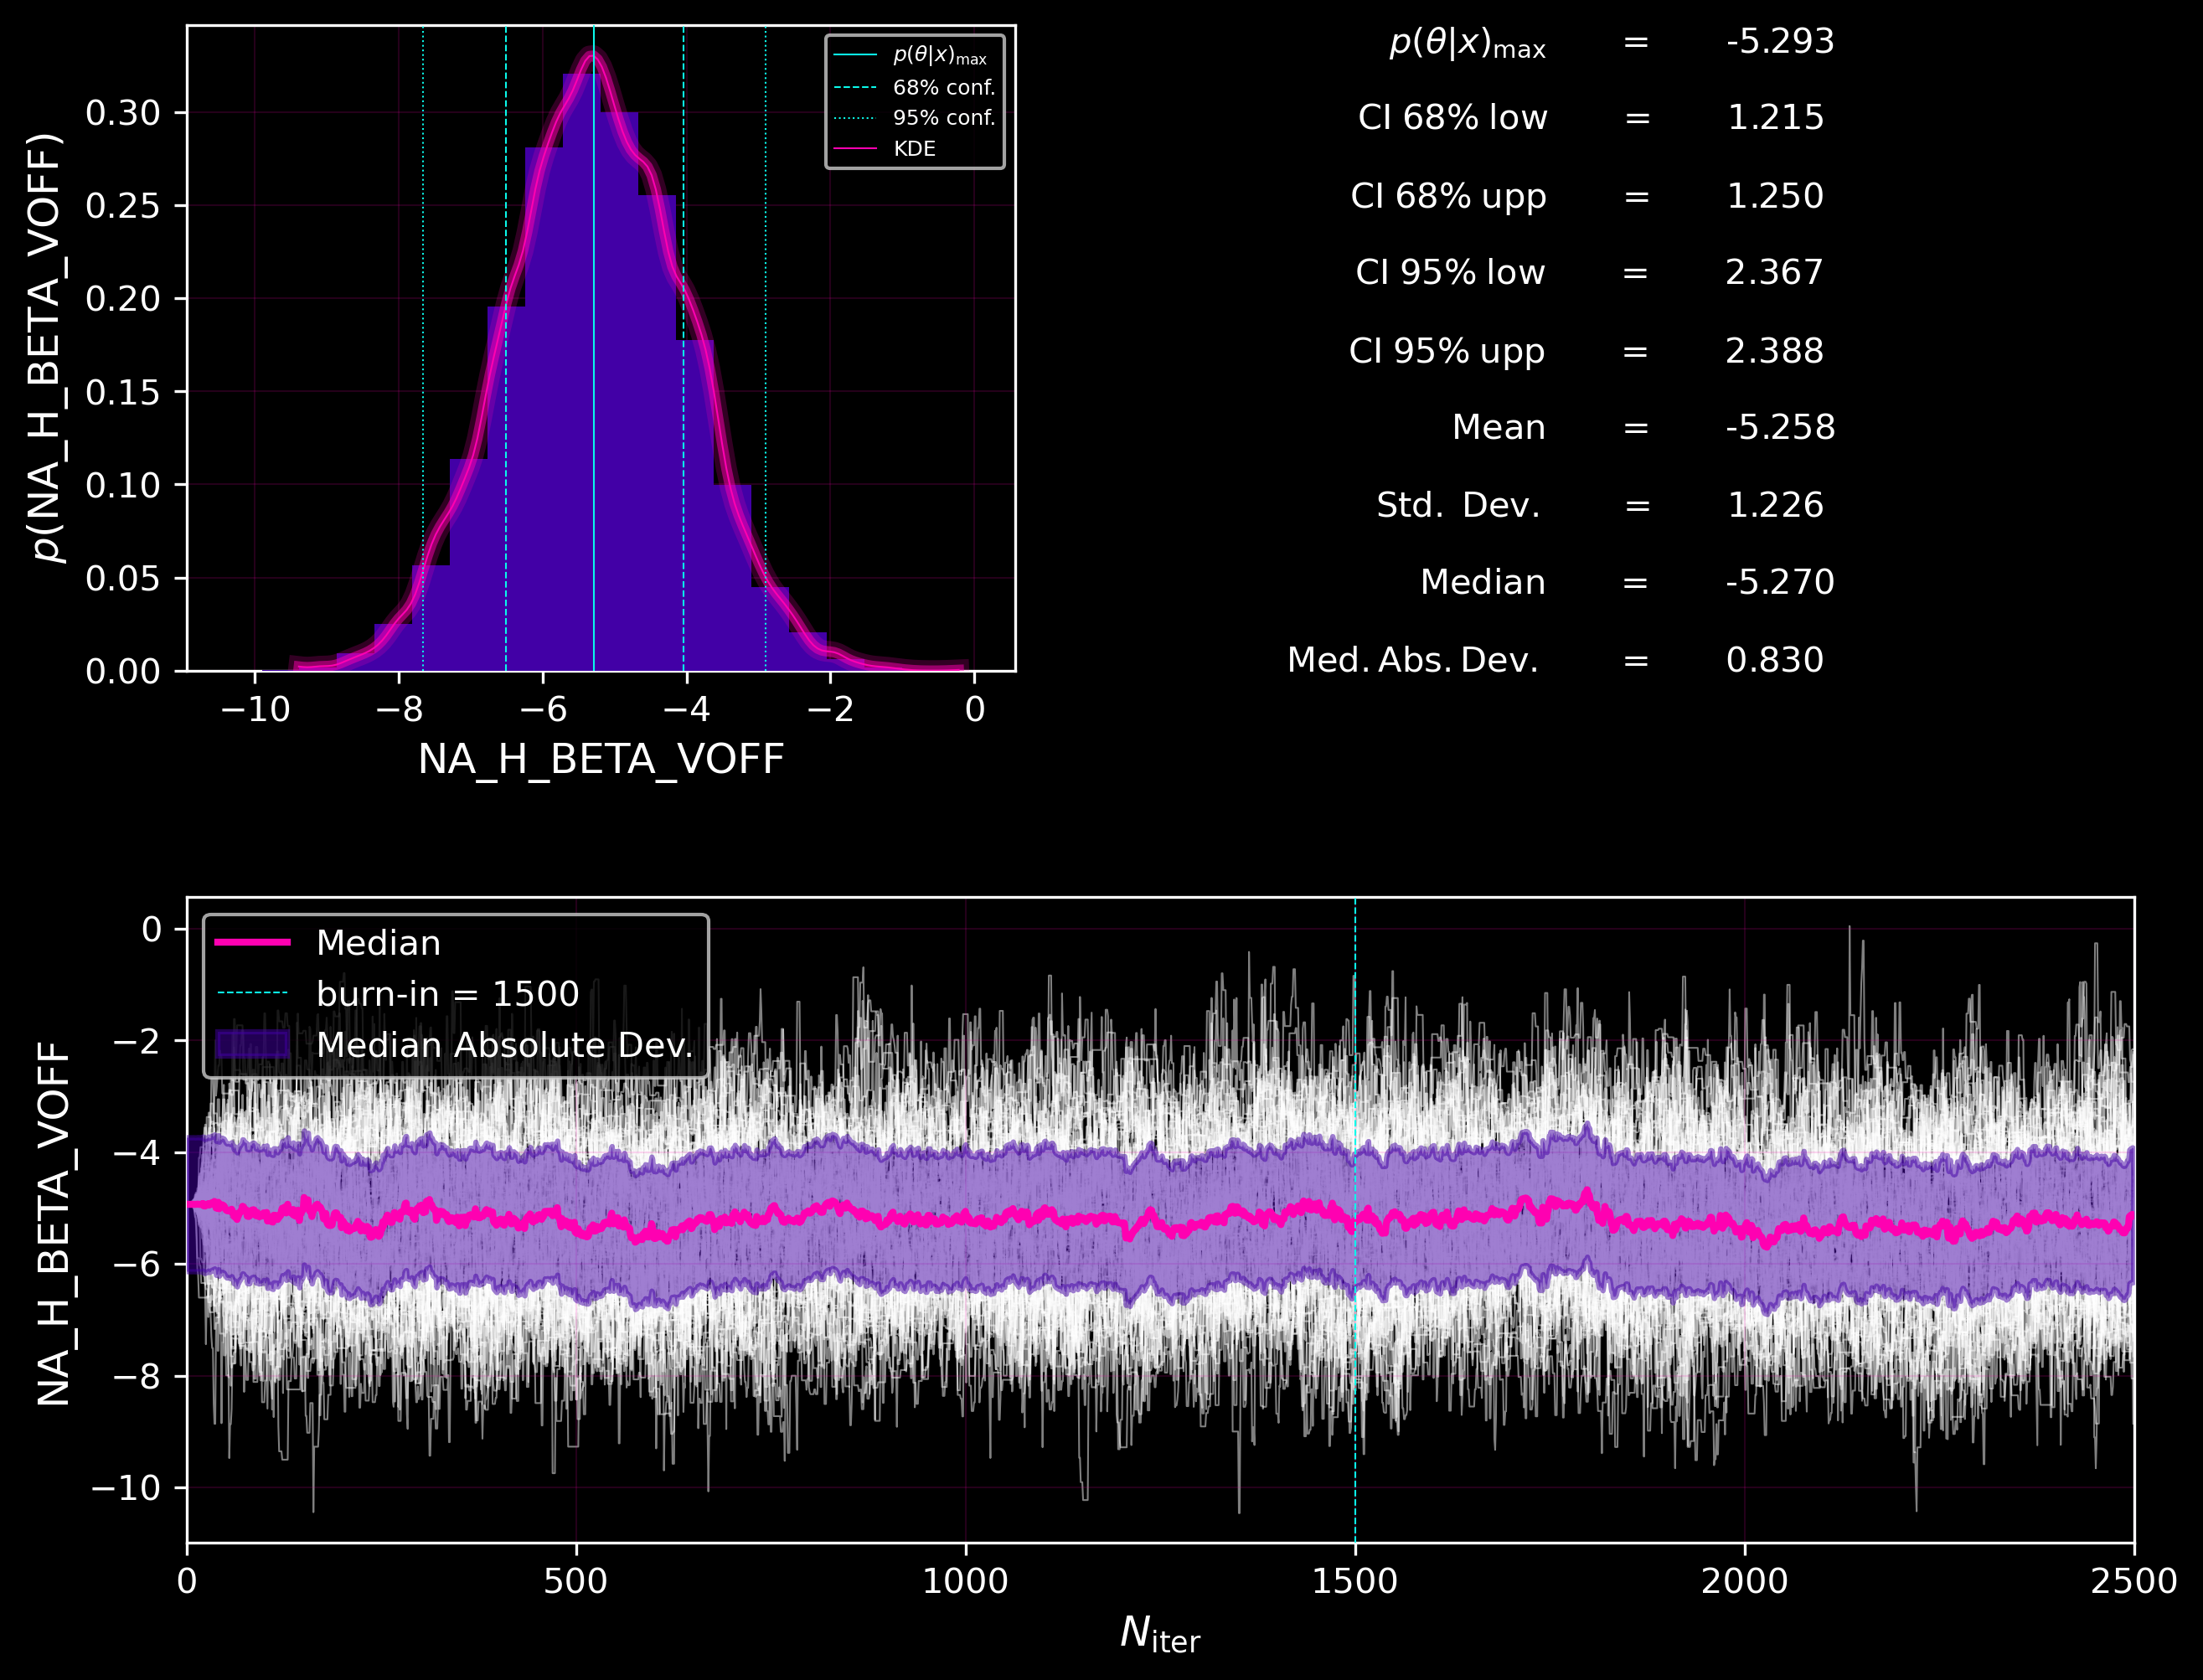 p(NA_H_BETA_VOFF)
0.30
0.25
0.20
0.15
0.10
0.05
0.00
−10 −8 −6 −4 −2 0
NA_H_BETA_VOFF
p(θ|x)max
68% conf.
95% conf.
KDE
p(θ|x)max = -5.293
CI 68% low = 1.215
CI 68% upp = 1.250
CI 95% low = 2.367
CI 95% upp = 2.388
Mean = -5.258
Std. Dev. = 1.226
Median = -5.270
Med. Abs. Dev. = 0.830
NA_H_BETA_VOFF
0
−2
−4
−6
−8
−10
Median
burn-in = 1500
Median Absolute Dev.
0 500 1000 1500 2000 2500
Niter